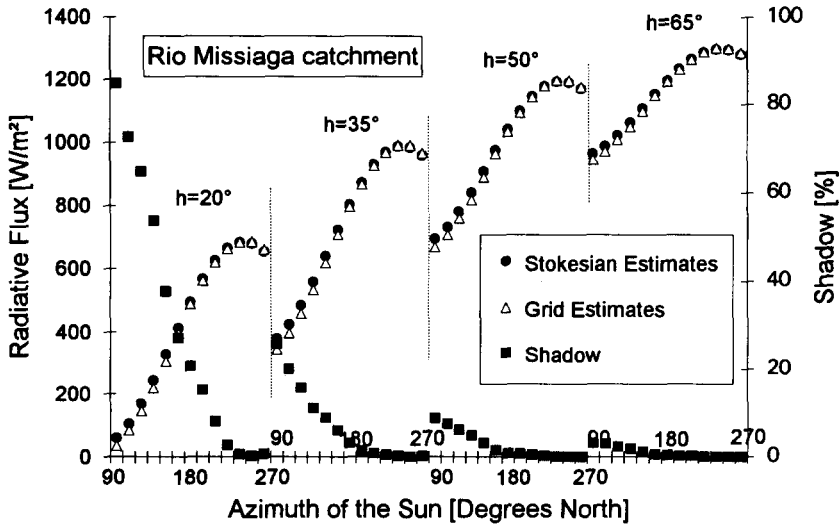 Rio Missiaga catchment
h=20°
h=35°
h=50°
h=65°
Radiative Flux [W/m²]
1400
1200
1000
800
600
400
200
0
Shadow [%]
100
80
60
40
20
0
Stokesian Estimates
Grid Estimates
Shadow
90
180
270
90
180
270
90
180
270
90
180
270
Azimuth of the Sun [Degrees North]